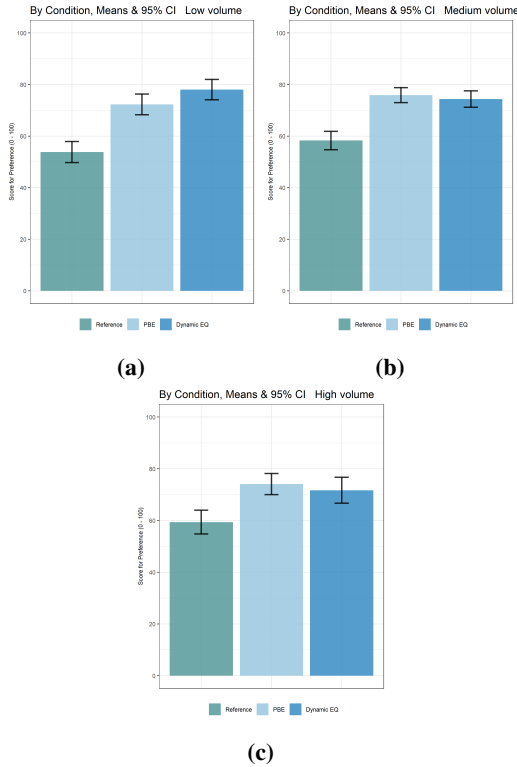 By Condition, Means & 95% CI Low volume
100
80
60
40
20
0
Score for Preference (0 - 100)
Reference PBE Dynamic EQ
(a)
By Condition, Means & 95% CI Medium volume
100
80
60
40
20
0
Score for Preference (0 - 100)
Reference PBE Dynamic EQ
(b)
By Condition, Means & 95% CI High volume
100
80
60
40
20
0
Score for Preference (0 - 100)
Reference PBE Dynamic EQ
(c)